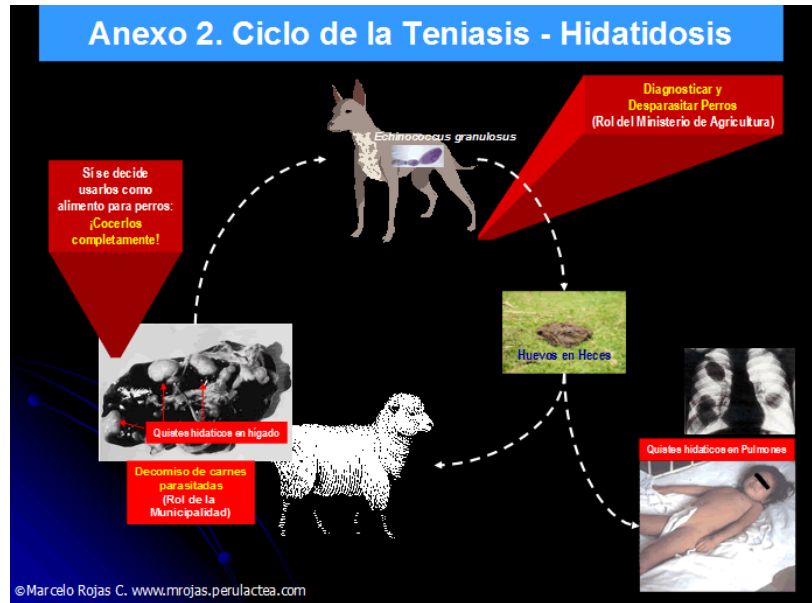 Anexo 2. Ciclo de la Teniasis - Hidatidosis
Diagnosticar y
Desparasitar Perros
(Rol del Ministerio de Agricultura)
Echinococcus granulosus
Sí se decide
usarlos como
alimento para perros:
¡Cocerlos
completamente!
Huevos en Heces
Quistes hidaticos en hígado
Quistes hidaticos en Pulmones
Decomiso de carnes
parasitadas
(Rol de la
Municipalidad)
©Marcelo Rojas C. www.mrojas.perulactea.com